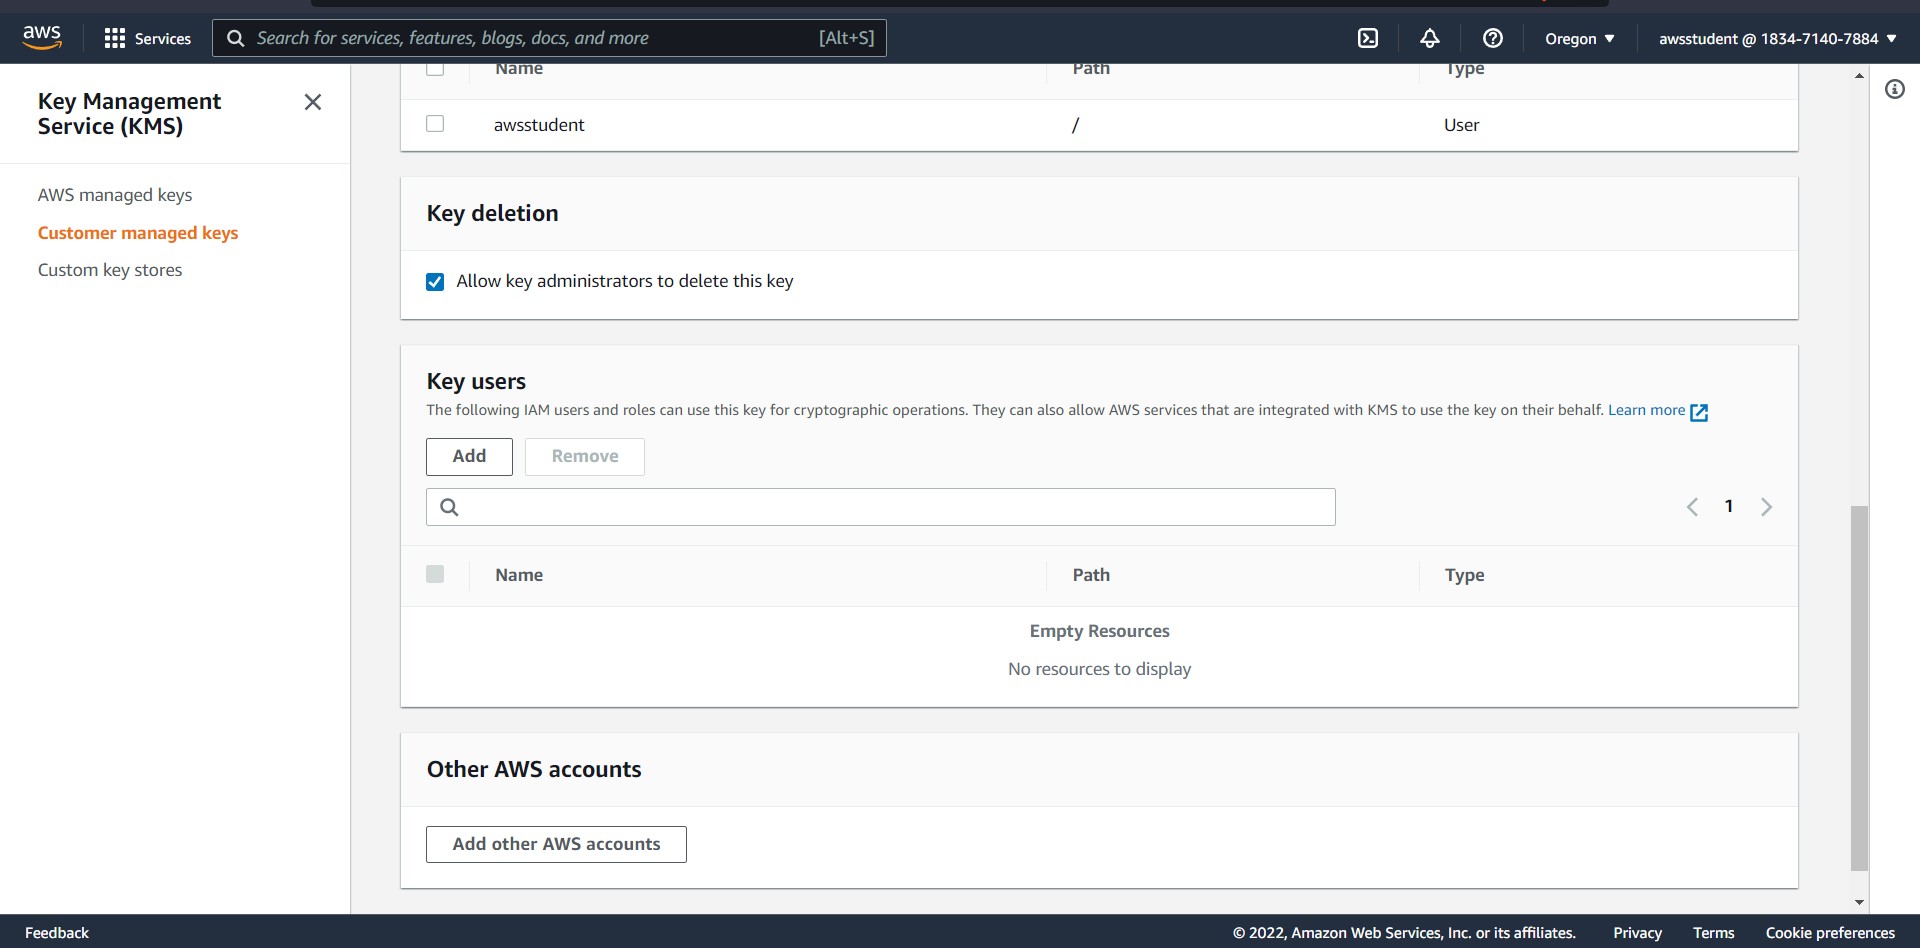 aws
Services
Search for services, features, blogs, docs, and more
[Alt+S]
Oregon
awsstudent @ 1834-7140-7884
Key Management
Service (KMS)
AWS managed keys
Customer managed keys
Custom key stores
Name Path Type
awsstudent / User
Key deletion
Allow key administrators to delete this key
Key users
The following IAM users and roles can use this key for cryptographic operations. They can also allow AWS services that are integrated with KMS to use the key on their behalf. Learn more
Add Remove
1
Name Path Type
Empty Resources
No resources to display
Other AWS accounts
Add other AWS accounts
Feedback
© 2022, Amazon Web Services, Inc. or its affiliates. Privacy Terms Cookie preferences